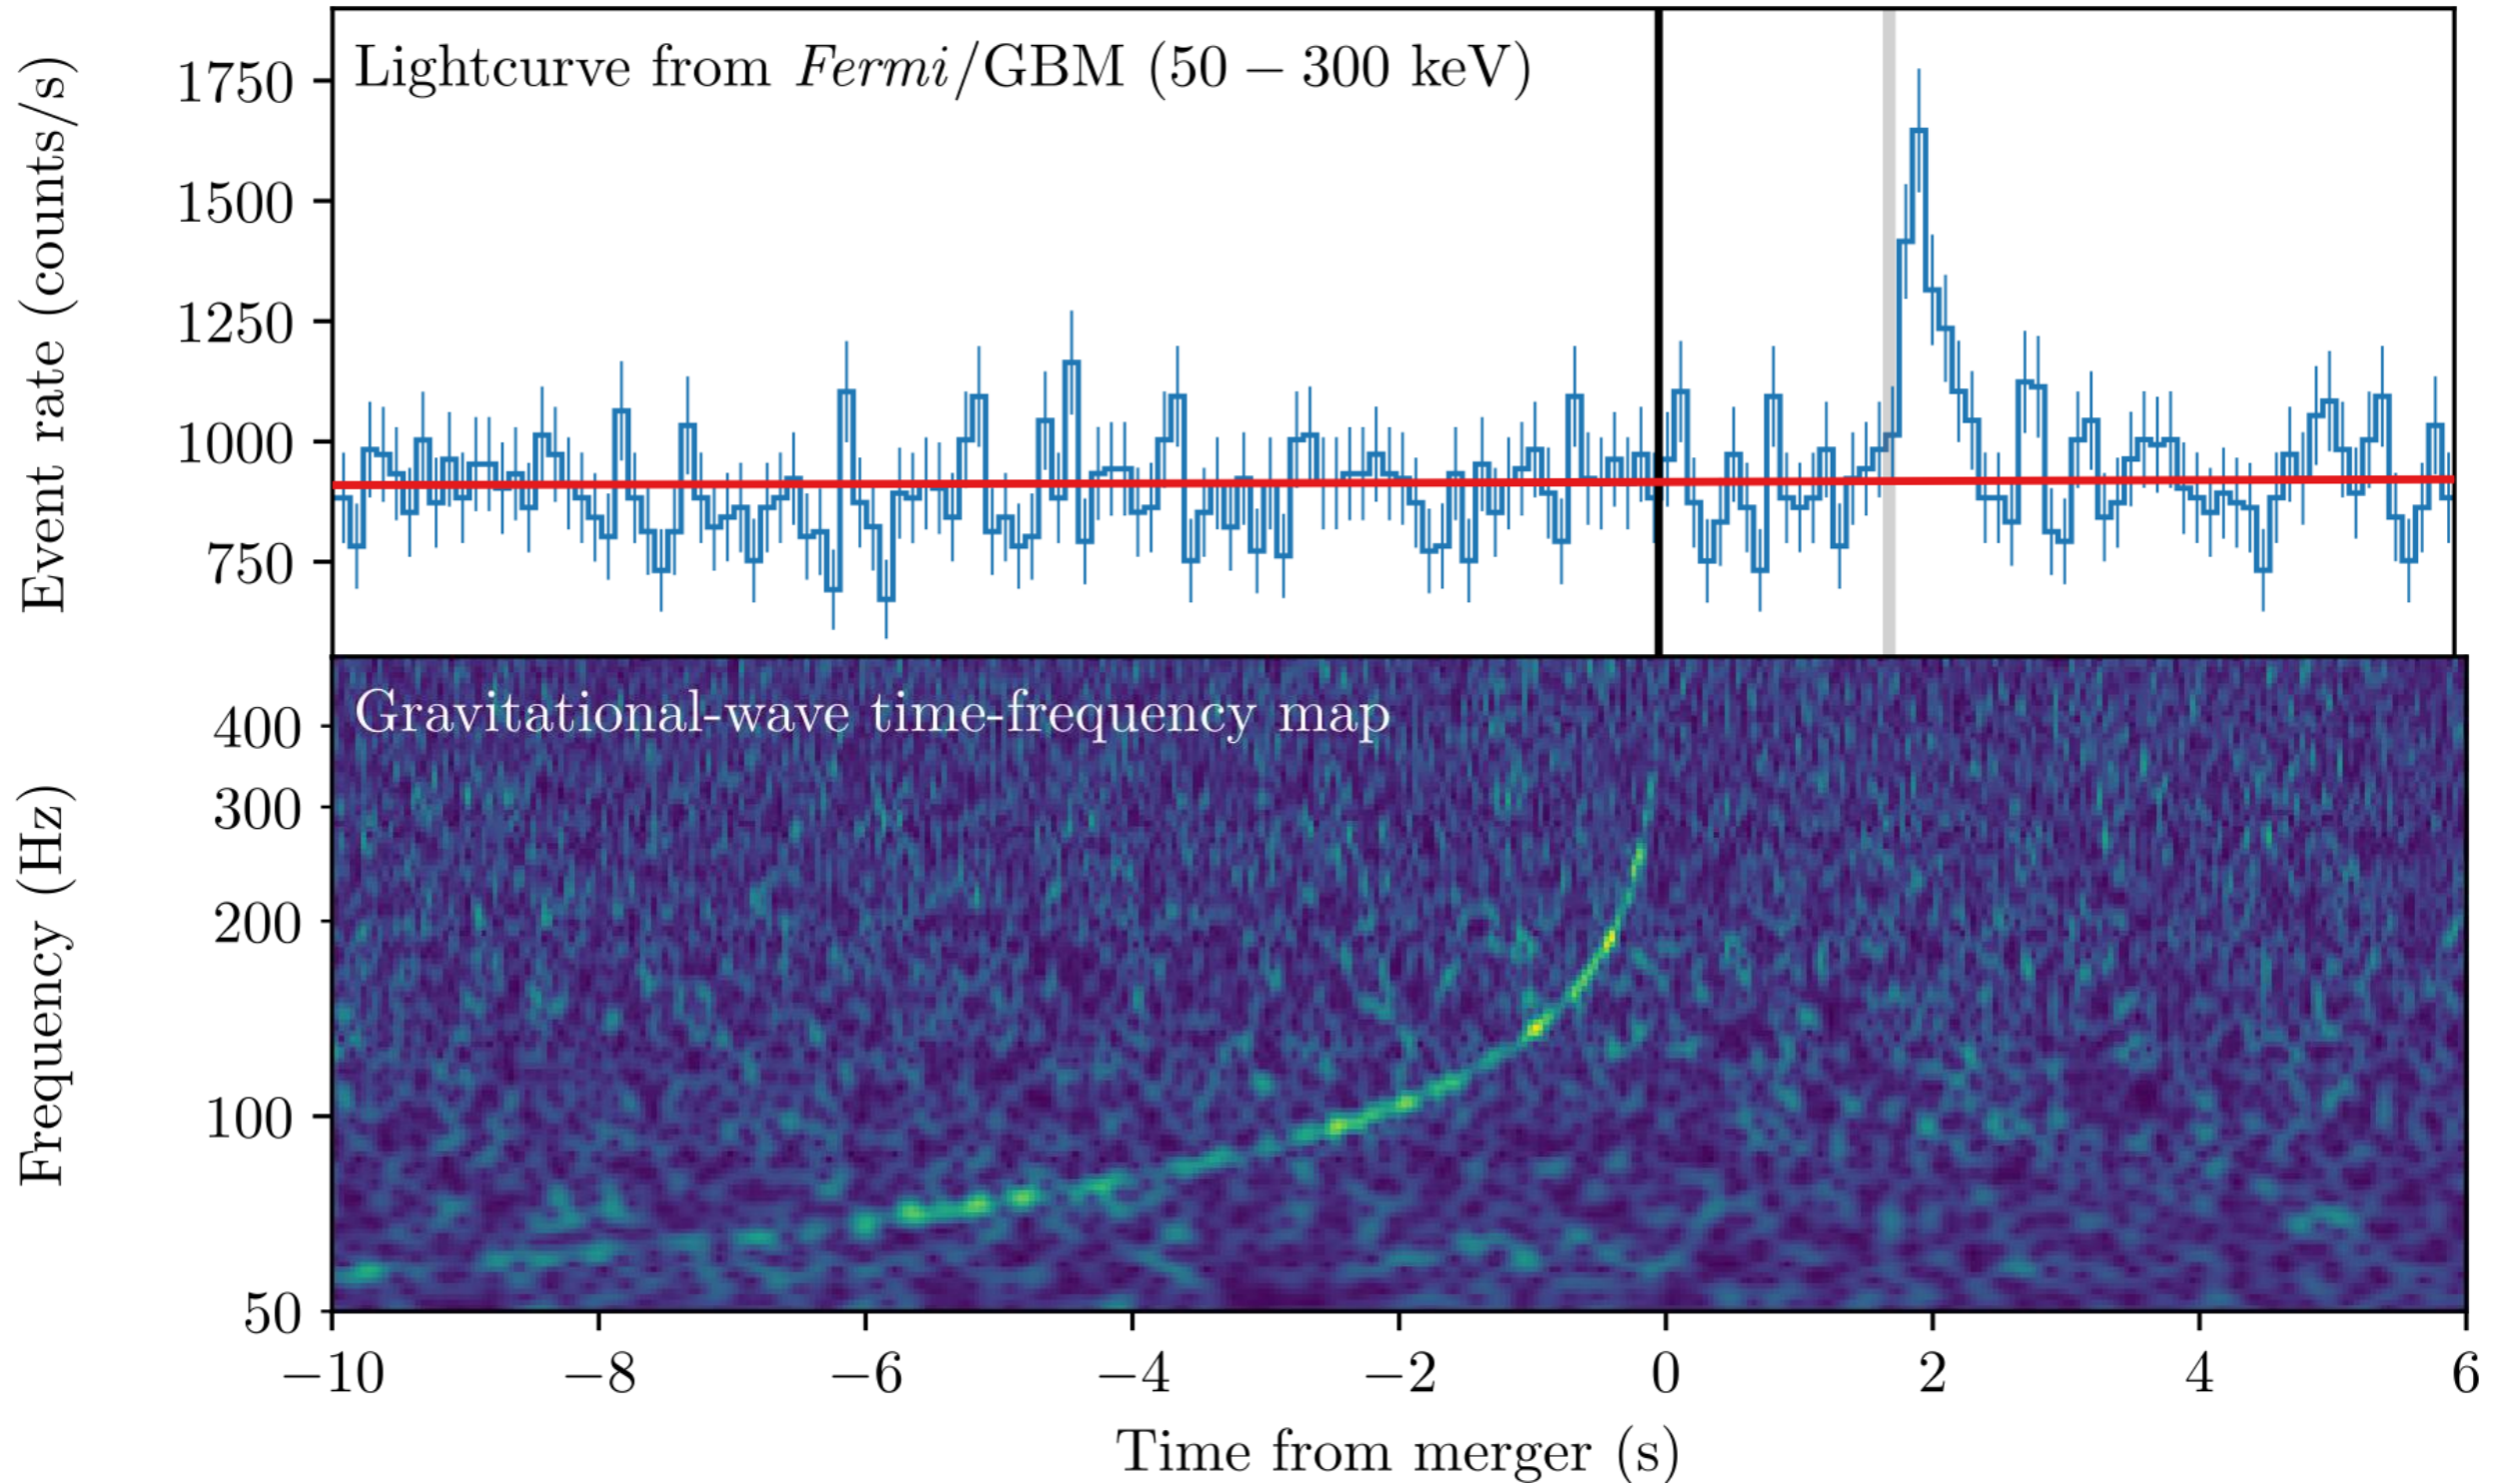 Lightcurve from Fermi/GBM (50 – 300 keV)
Event rate (counts/s)
1750
1500
1250
1000
750
Gravitational-wave time-frequency map
Frequency (Hz)
400
300
200
100
50
−10 −8 −6 −4 −2 0 2 4 6
Time from merger (s)